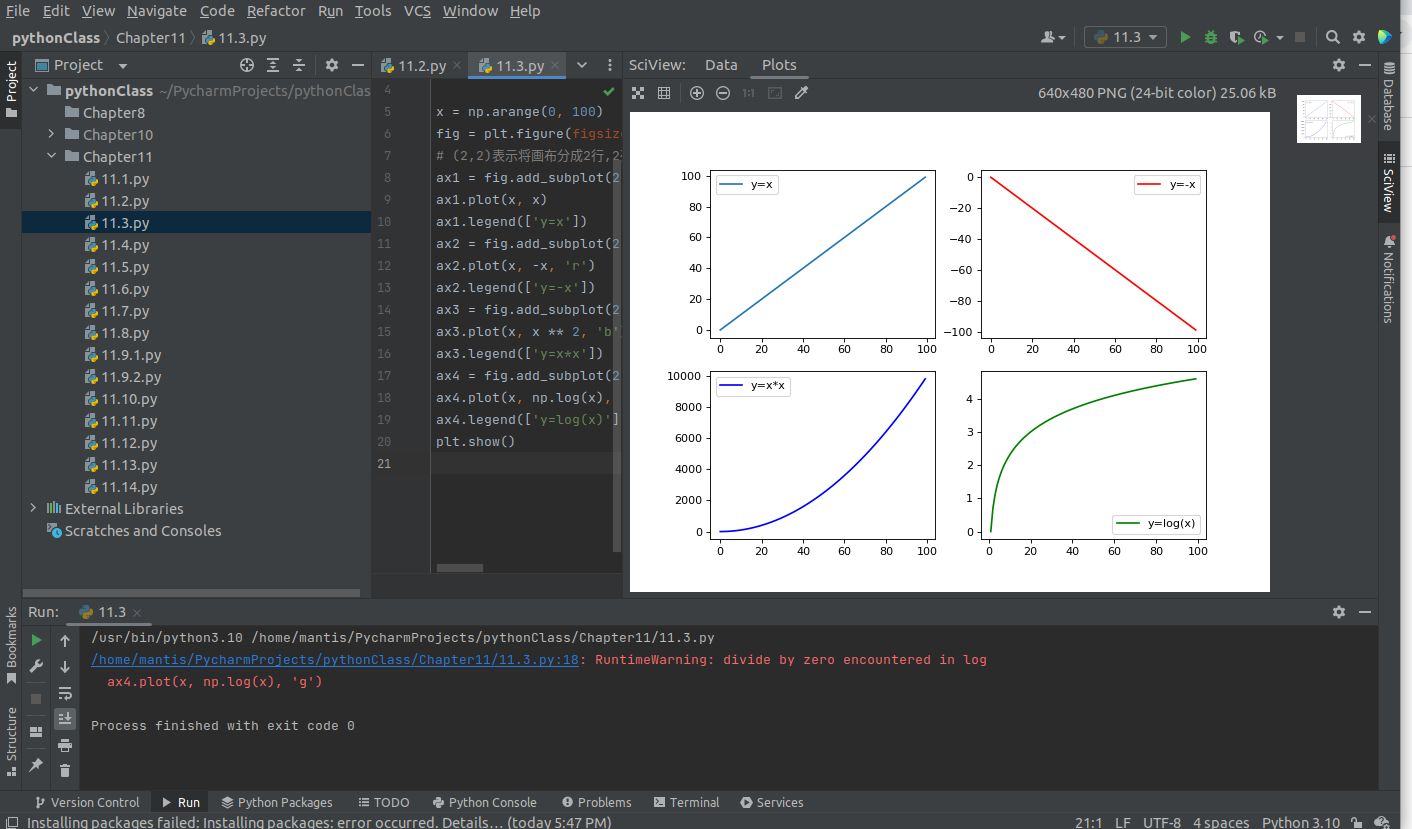 File Edit View Navigate Code Refactor Run Tools VCS Window Help
pythonClass Chapter11 11.3.py
11.3
Project
Project
pythonClass ~/PycharmProjects/pythonClas
Chapter8
Chapter10
Chapter11
11.1.py
11.2.py
11.3.py
11.4.py
11.5.py
11.6.py
11.7.py
11.8.py
11.9.1.py
11.9.2.py
11.10.py
11.11.py
11.12.py
11.13.py
11.14.py
External Libraries
Scratches and Consoles
11.2.py 11.3.py
4
5 x = np.arange(0, 100)
6 fig = plt.figure(figsize
7 # (2,2)表示将画布分成2行,2
8 ax1 = fig.add_subplot(2
9 ax1.plot(x, x)
10 ax1.legend(['y=x'])
11 ax2 = fig.add_subplot(2
12 ax2.plot(x, -x, 'r')
13 ax2.legend(['y=-x'])
14 ax3 = fig.add_subplot(2
15 ax3.plot(x, x ** 2, 'b'
16 ax3.legend(['y=x*x'])
17 ax4 = fig.add_subplot(2
18 ax4.plot(x, np.log(x),
19 ax4.legend(['y=log(x)']
20 plt.show()
21
SciView: Data Plots
1:1 640x480 PNG (24-bit color) 25.06 kB
y=x
100
80
60
40
20
0
0 20 40 60 80 100
y=-x
0
−20
−40
−60
−80
−100
0 20 40 60 80 100
y=x*x
10000
8000
6000
4000
2000
0
0 20 40 60 80 100
4
3
2
1
0
y=log(x)
0 20 40 60 80 100
Database
SciView
Notifications
Bookmarks
Structure
Run: 11.3
/usr/bin/python3.10 /home/mantis/PycharmProjects/pythonClass/Chapter11/11.3.py
/home/mantis/PycharmProjects/pythonClass/Chapter11/11.3.py:18: RuntimeWarning: divide by zero encountered in log
ax4.plot(x, np.log(x), 'g')
Process finished with exit code 0
Version Control Run Python Packages TODO Python Console Problems Terminal Services
Installing packages failed: Installing packages: error occurred. Details... (today 5:47 PM)
21:1 LF UTF-8 4 spaces Python 3.10